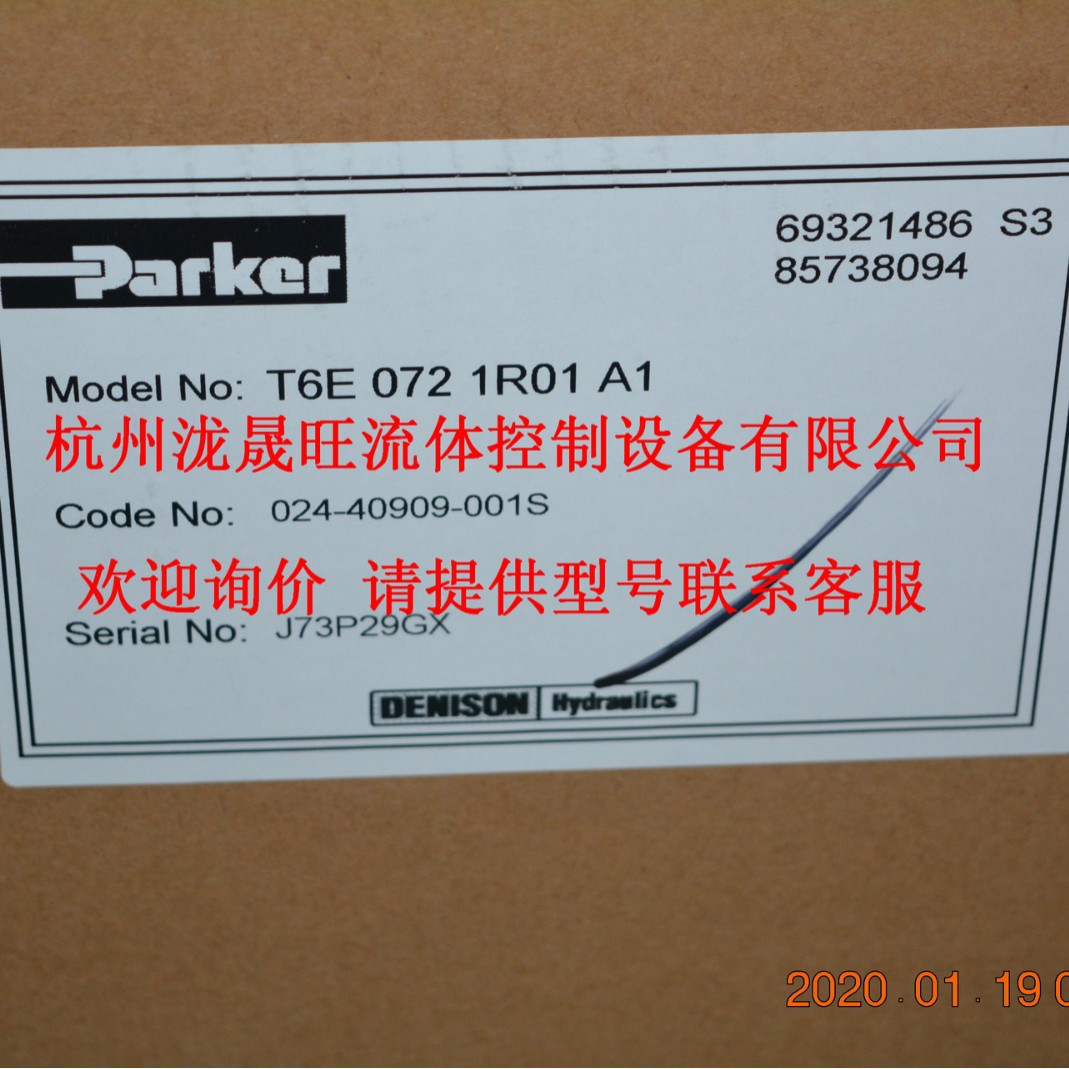 Parker
69321486 S3
85738094
Model No: T6E 072 1R01 A1
杭州泷晟旺流体控制设备有限公司
Code No: 024-40909-001S
欢迎询价 请提供型号联系客服
Serial No: J73P29GX
DENISON Hydraulics
2020.01.19